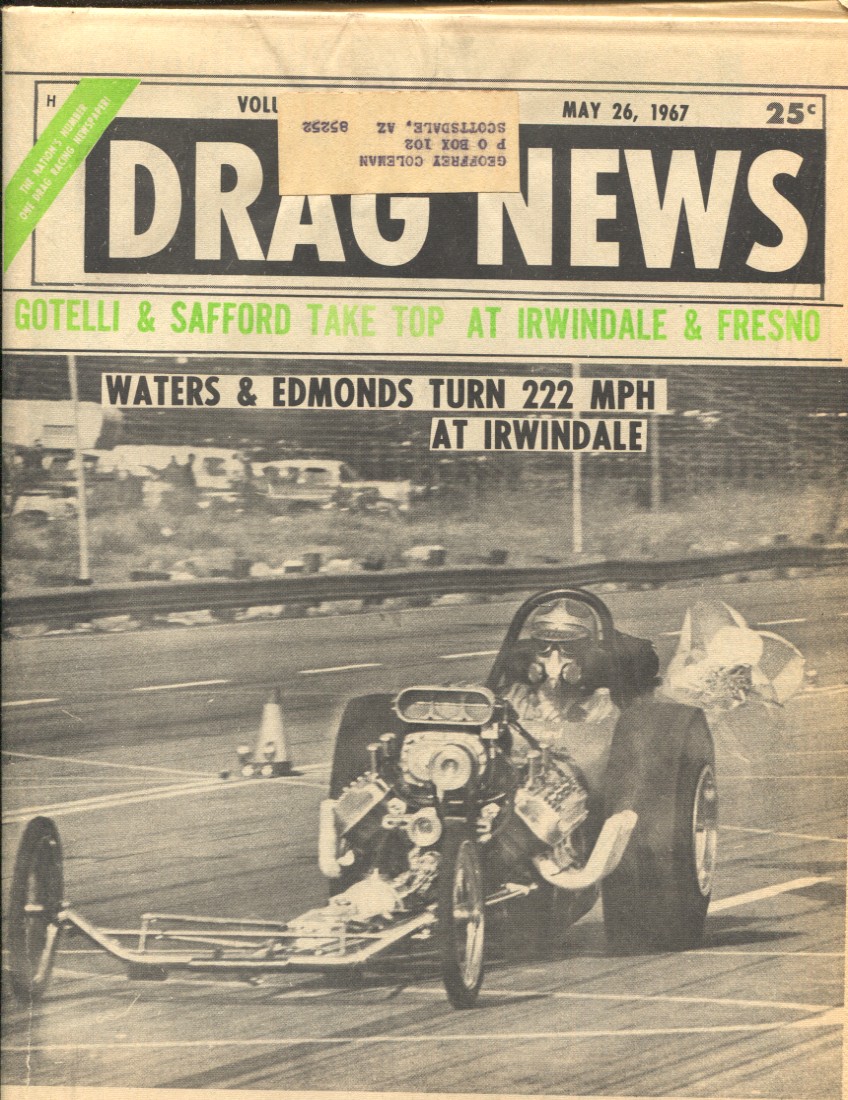 H
VOLU
MAY 26, 1967
25¢
THE NATION'S NUMBER
ONE DRAG RACING NEWSPAPER!
GEOFFREY COLEMAN
P O BOX 102
SCOTTSDALE, AZ 85252
DRAG NEWS
GOTELLI & SAFFORD TAKE TOP AT IRWINDALE & FRESNO
WATERS & EDMONDS TURN 222 MPH
AT IRWINDALE